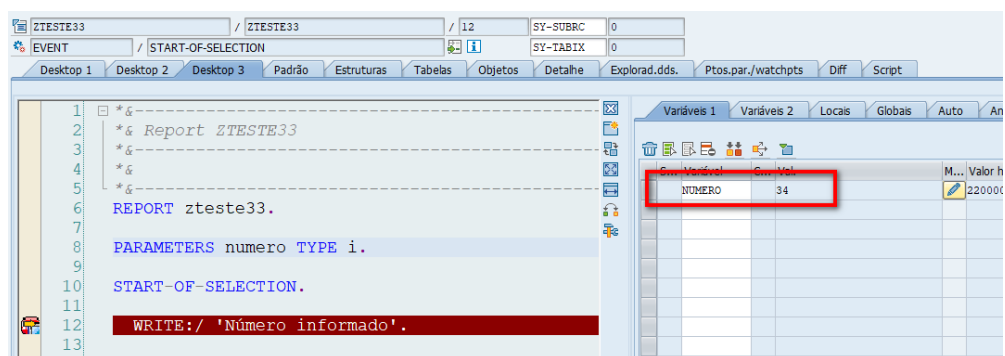 ZTESTE33 / ZTESTE33 / 12 SY-SUBRC 0
EVENT / START-OF-SELECTION SY-TABIX 0
Desktop 1 Desktop 2 Desktop 3 Padrão Estruturas Tabelas Objetos Detalhe Explorad.dds. Ptos.par./watchpts Diff Script
Variáveis 1 Variáveis 2 Locais Globais Auto
S... Variável C... Val. M... Valor h
NUMERO 34 220000
1 *&---------------------------------------------------------------------
2 *& Report ZTESTE33
3 *&---------------------------------------------------------------------
4 *&
5 *&---------------------------------------------------------------------
6 REPORT zteste33.
7
8 PARAMETERS numero TYPE i.
9
10 START-OF-SELECTION.
11
12 WRITE:/ 'Número informado'.
13